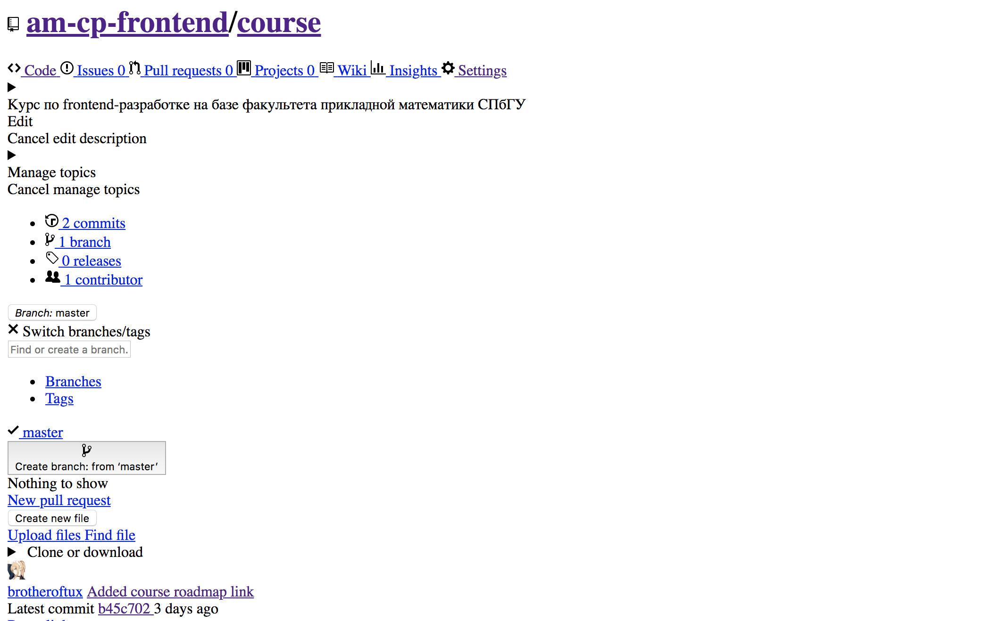 am-cp-frontend/course
Code Issues 0 Pull requests 0 Projects 0 Wiki Insights Settings
Курс по frontend-разработке на базе факультета прикладной математики СПбГУ
Edit
Cancel edit description
Manage topics
Cancel manage topics
2 commits
1 branch
0 releases
1 contributor
Branch: master
Switch branches/tags
Find or create a branch.
Branches
Tags
master
Create branch: from ‘master’
Nothing to show
New pull request
Create new file
Upload files Find file
Clone or download
brotheroftux Added course roadmap link
Latest commit b45c702 3 days ago